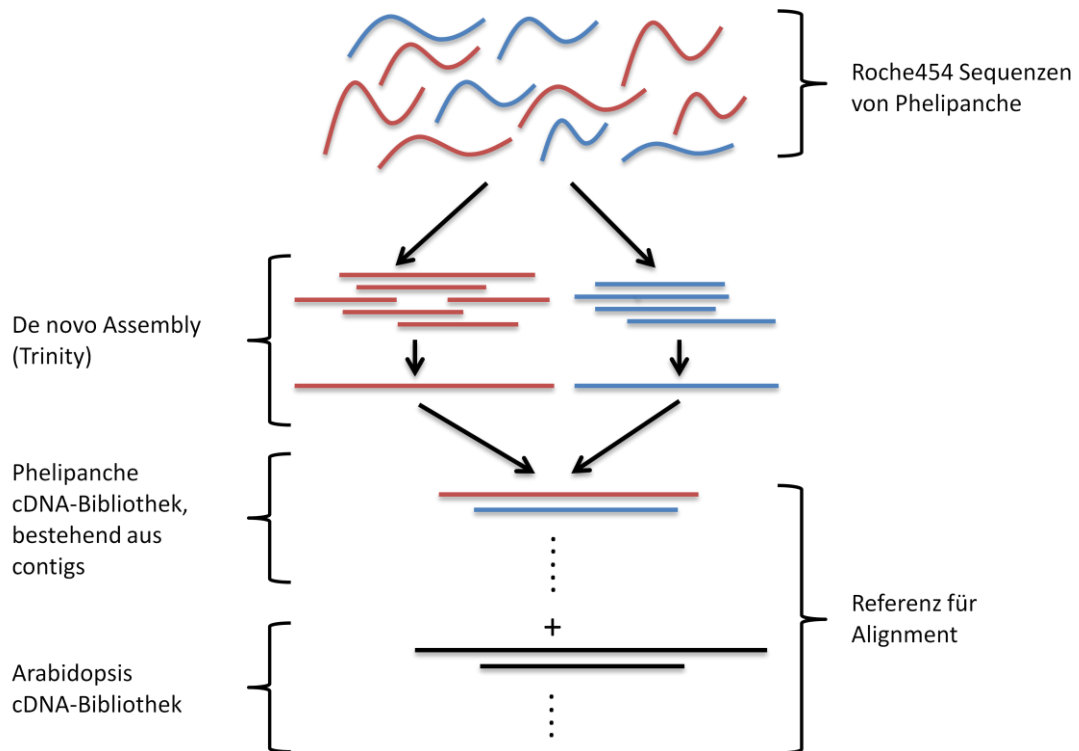 Roche454 Sequenzen
von Phelipanche
De novo Assembly
(Trinity)
Phelipanche
cDNA-Bibliothek,
bestehend aus
contigs
+
Referenz für
Alignment
Arabidopsis
cDNA-Bibliothek